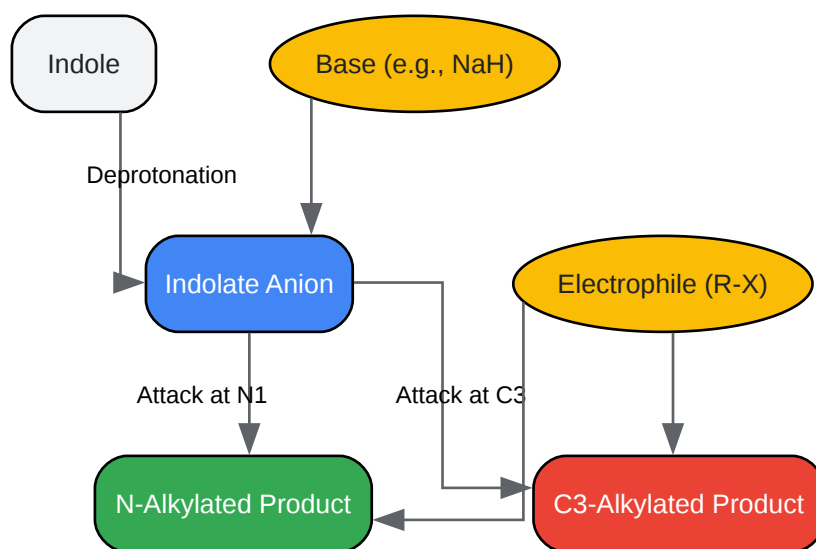 Indole
Base (e.g., NaH)
Deprotonation
Indolate Anion
Electrophile (R-X)
Attack at N1
Attack at C3
N-Alkylated Product
C3-Alkylated Product